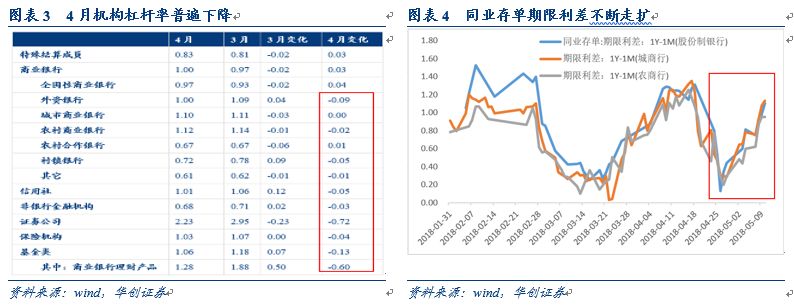 图表 3 4 月机构杠杆率普遍下降
4月 3月 3月变化 4月变化
特殊结算成员 0.83 0.81 -0.02 0.03
商业银行 1.00 0.97 -0.02 0.03
全国性商业银行 0.97 0.93 -0.02 0.04
外资银行 1.00 1.09 0.04 -0.09
城市商业银行 1.10 1.11 -0.03 0.00
农村商业银行 1.12 1.14 -0.01 -0.02
农村合作银行 0.67 0.67 -0.06 0.01
村镇银行 0.72 0.78 0.09 -0.05
其它 0.61 0.62 -0.01 -0.01
信用社 1.01 1.06 0.12 -0.05
非银行金融机构 0.68 0.71 0.02 -0.03
证券公司 2.23 2.95 -0.23 -0.72
保险机构 1.03 1.07 0.00 -0.04
基金类 1.06 1.18 0.07 -0.13
其中：商业银行理财产品 1.28 1.88 0.50 -0.60
资料来源：wind，华创证券
图表 4 同业存单期限利差不断走扩
1.80
1.60
1.40
1.20
1.00
0.80
0.60
0.40
0.20
0.00
同业存单:期限利差：1Y-1M(股份制银行)
期限利差：1Y-1M(城商行)
期限利差：1Y-1M(农商行)
2018-01-31
2018-02-07
2018-02-14
2018-02-21
2018-02-28
2018-03-07
2018-03-14
2018-03-21
2018-03-28
2018-04-04
2018-04-11
2018-04-18
2018-04-25
2018-05-02
2018-05-09
资料来源：wind，华创证券